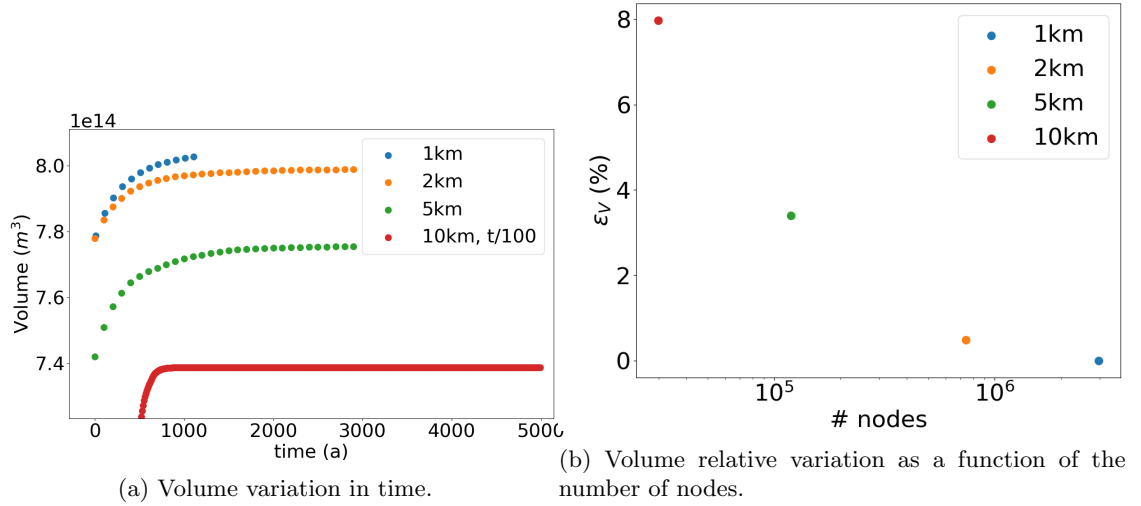 1e14
8.0
7.8
7.6
7.4
Volume (m³)
1km
2km
5km
10km, t/100
0
1000
2000
3000
4000
5000
time (a)
(a) Volume variation in time.
8
6
4
2
0
εV (%)
1km
2km
5km
10km
10⁵
10⁶
# nodes
(b) Volume relative variation as a function of the
number of nodes.